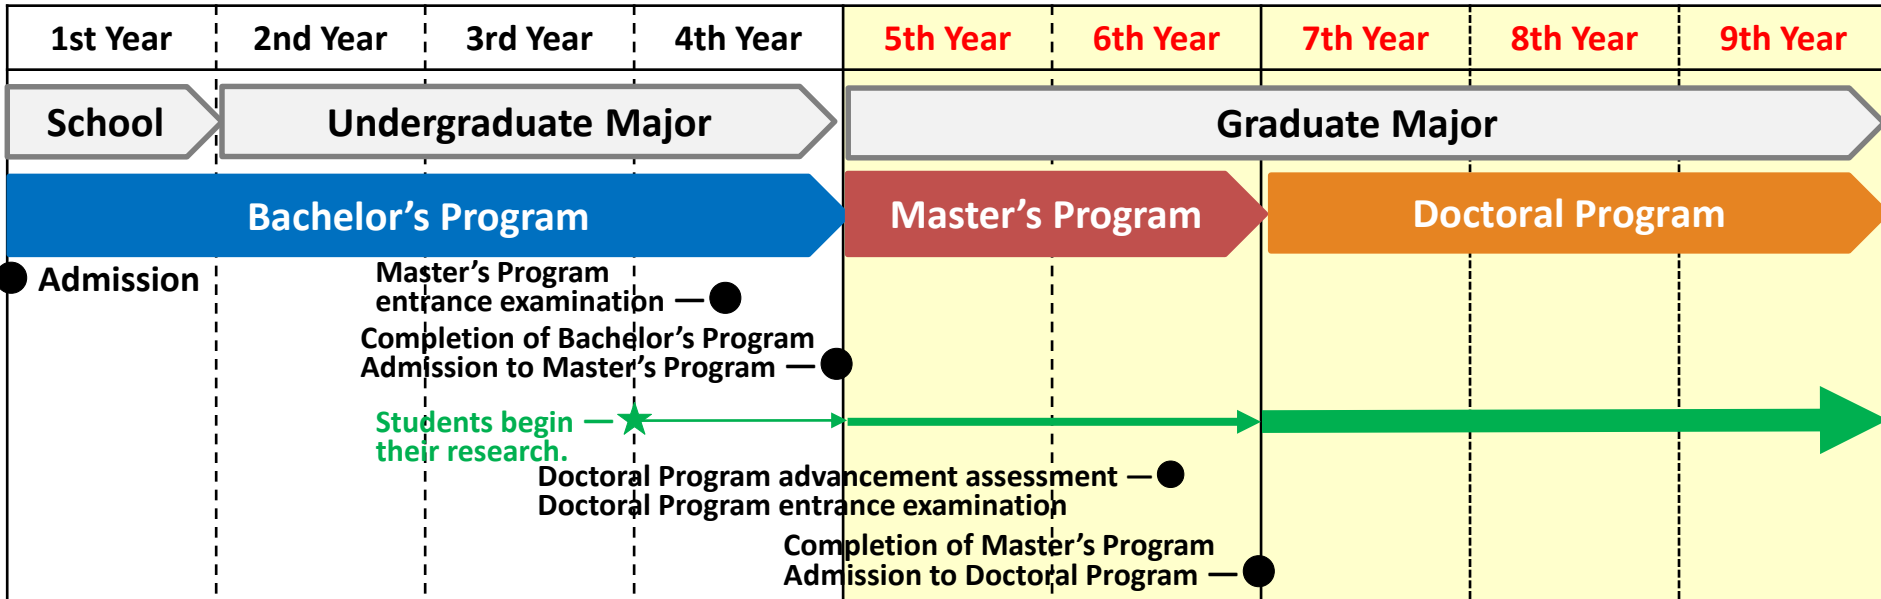 1st Year 2nd Year 3rd Year 4th Year 5th Year 6th Year 7th Year 8th Year 9th Year
School Undergraduate Major Graduate Major
Bachelor’s Program Master’s Program Doctoral Program
Admission
Master’s Program
entrance examination
Completion of Bachelor’s Program
Admission to Master’s Program
Students begin
their research.
Doctoral Program advancement assessment
Doctoral Program entrance examination
Completion of Master’s Program
Admission to Doctoral Program